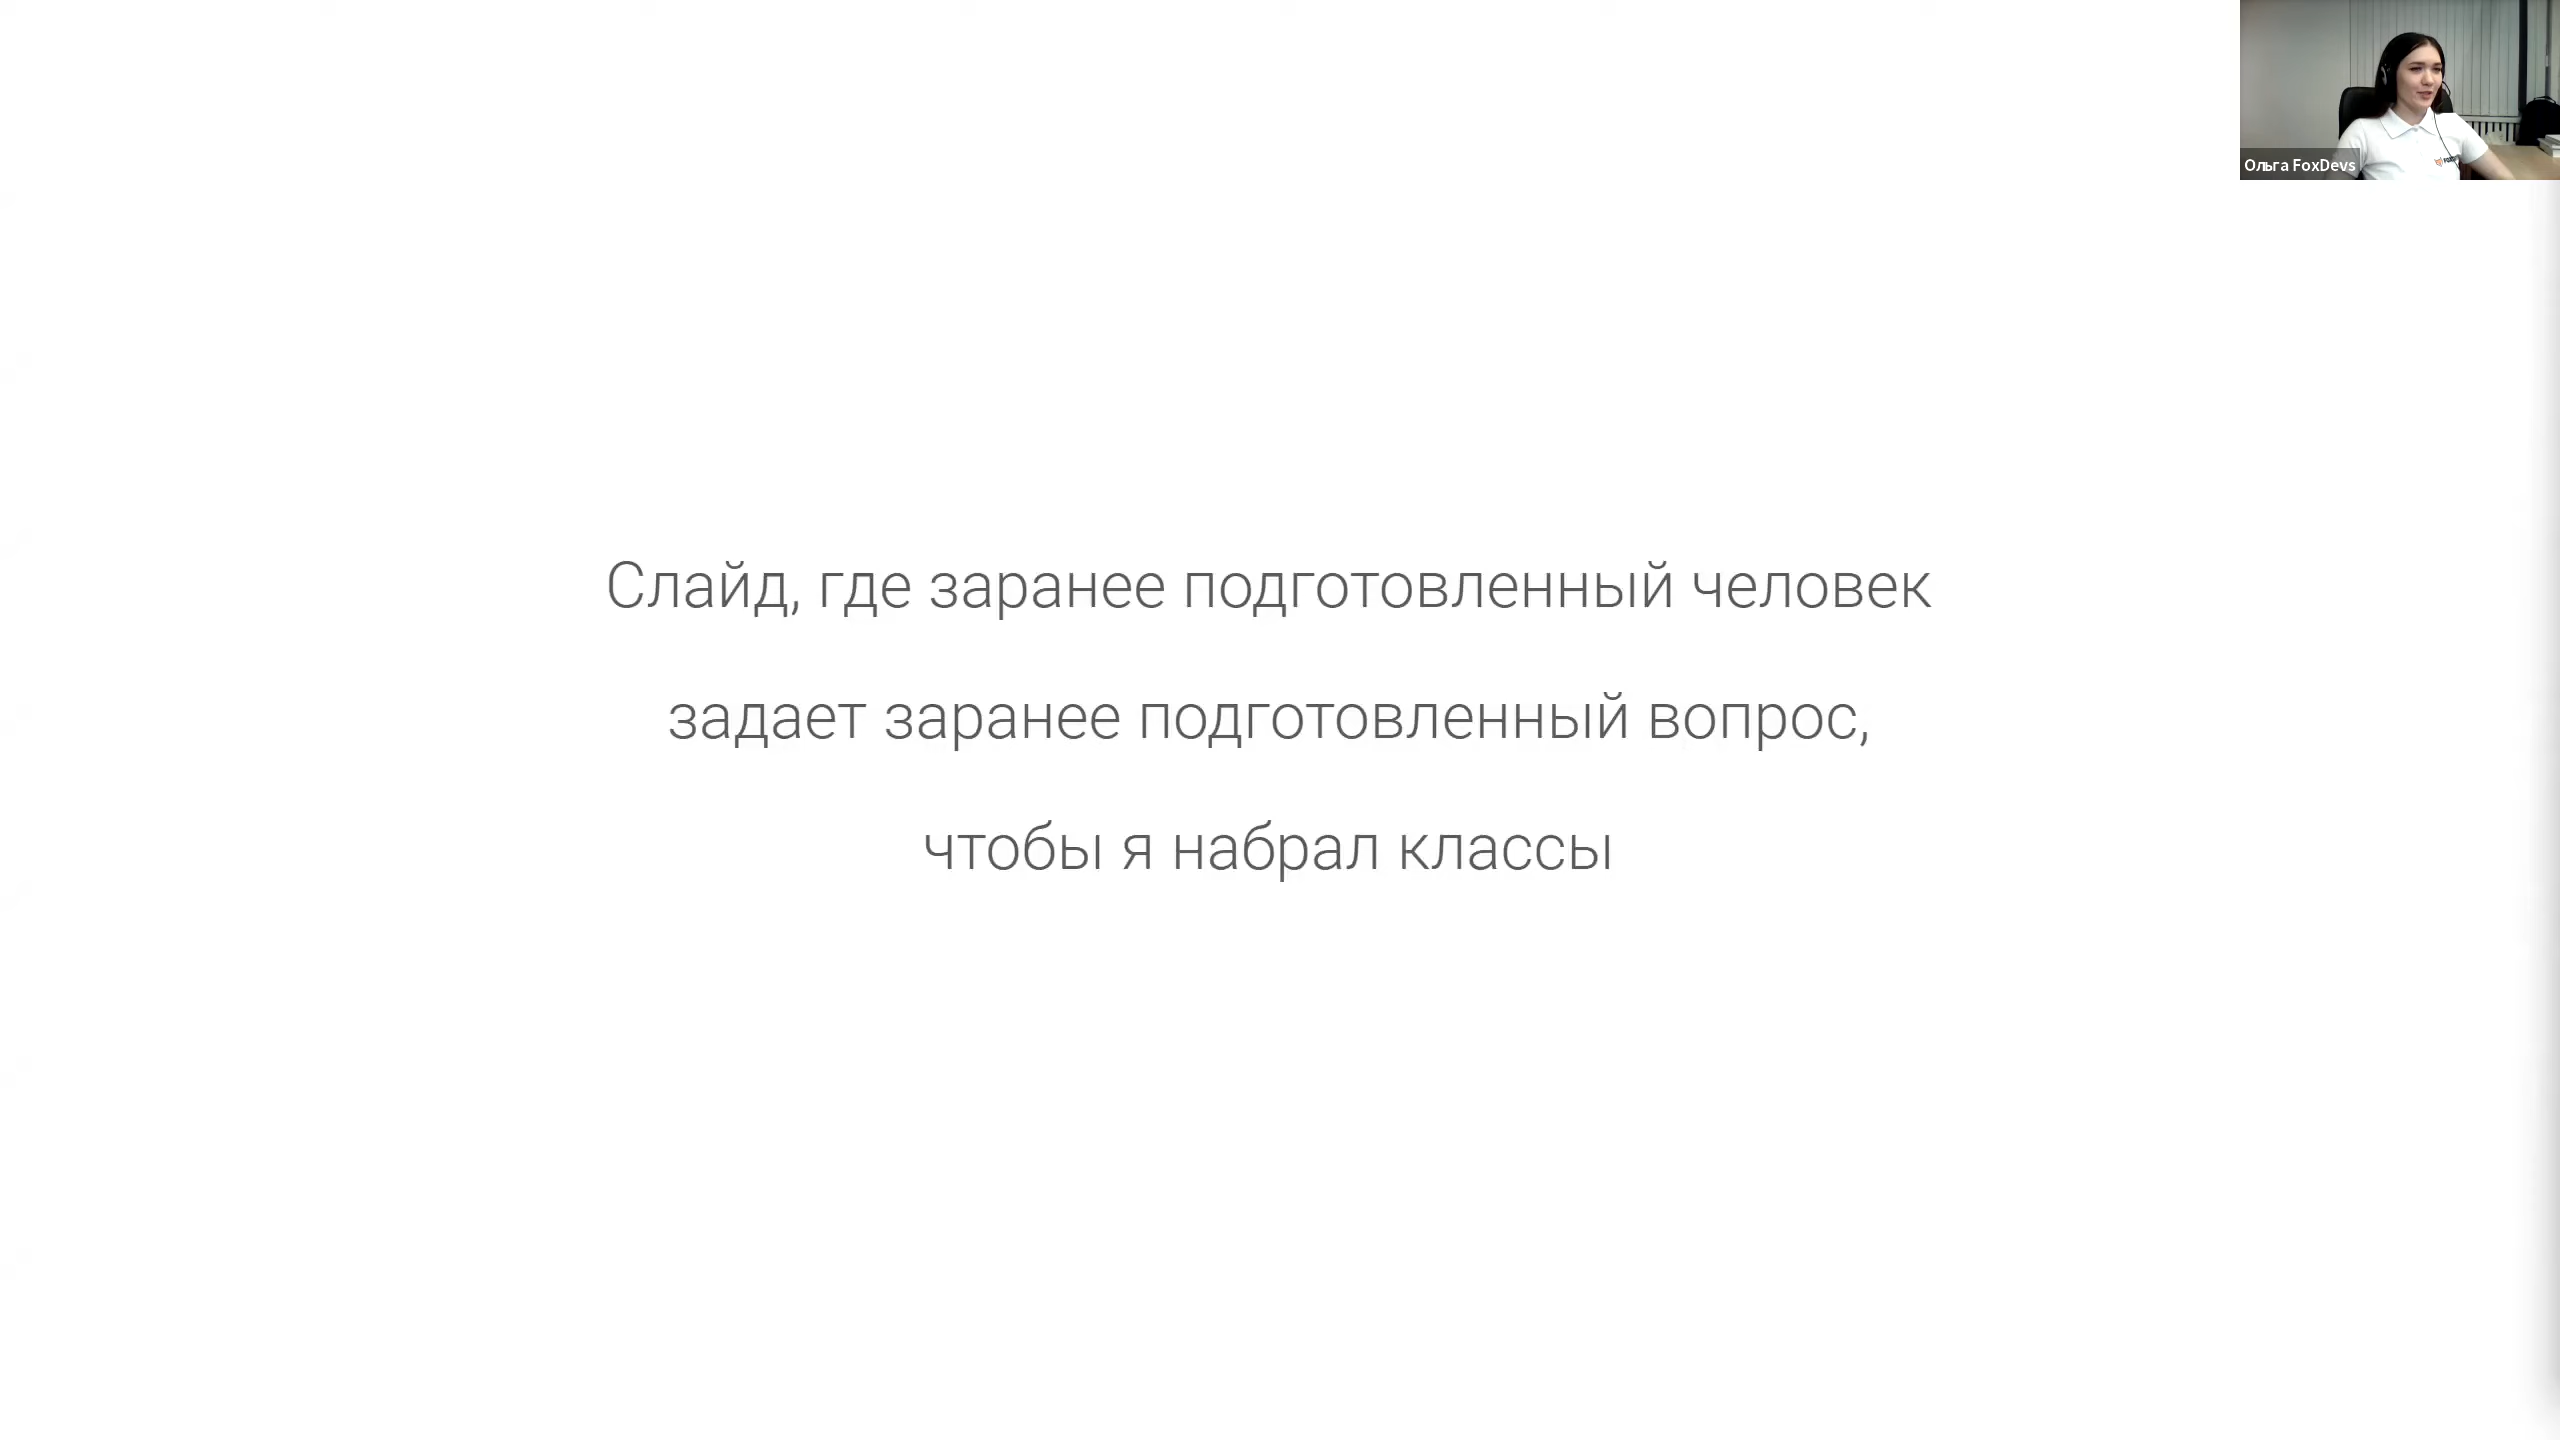 Ольга FoxDevs
Слайд, где заранее подготовленный человек
задает заранее подготовленный вопрос,
чтобы я набрал классы